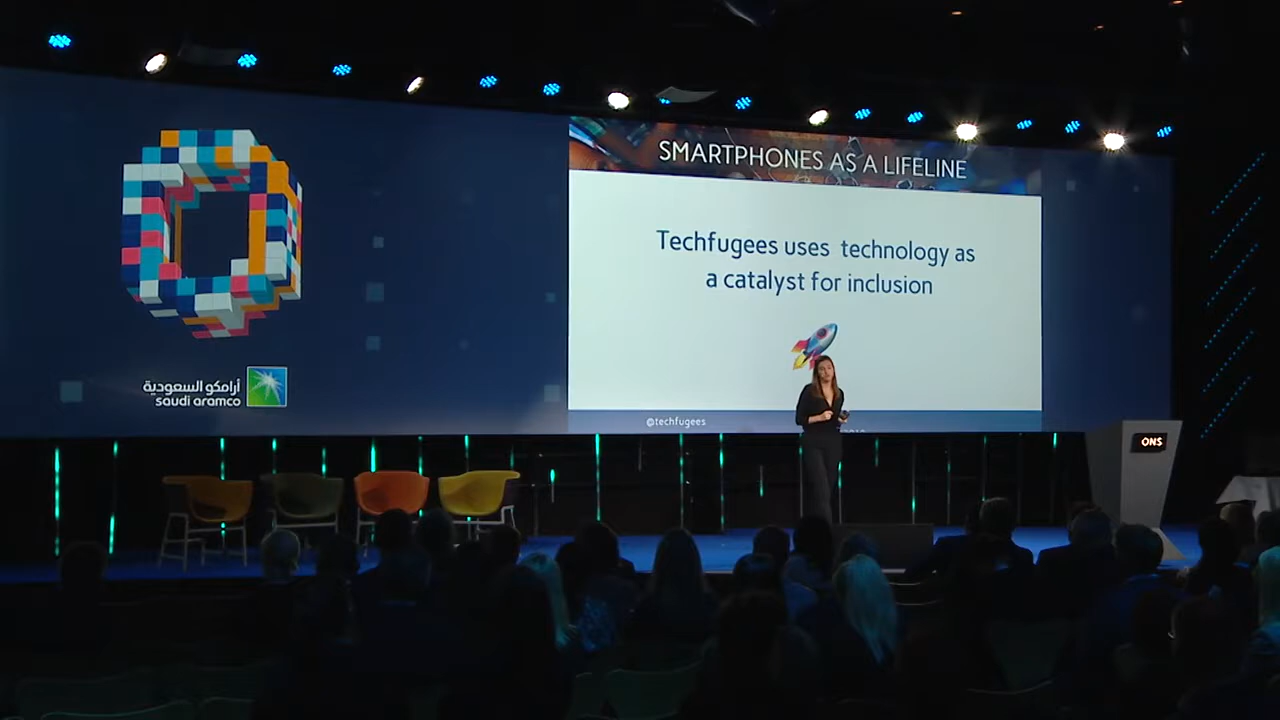 SMARTPHONES AS A LIFELINE
Techfugees uses technology as
a catalyst for inclusion
@techfugees
أرامكو السعودية
saudi aramco
ONS